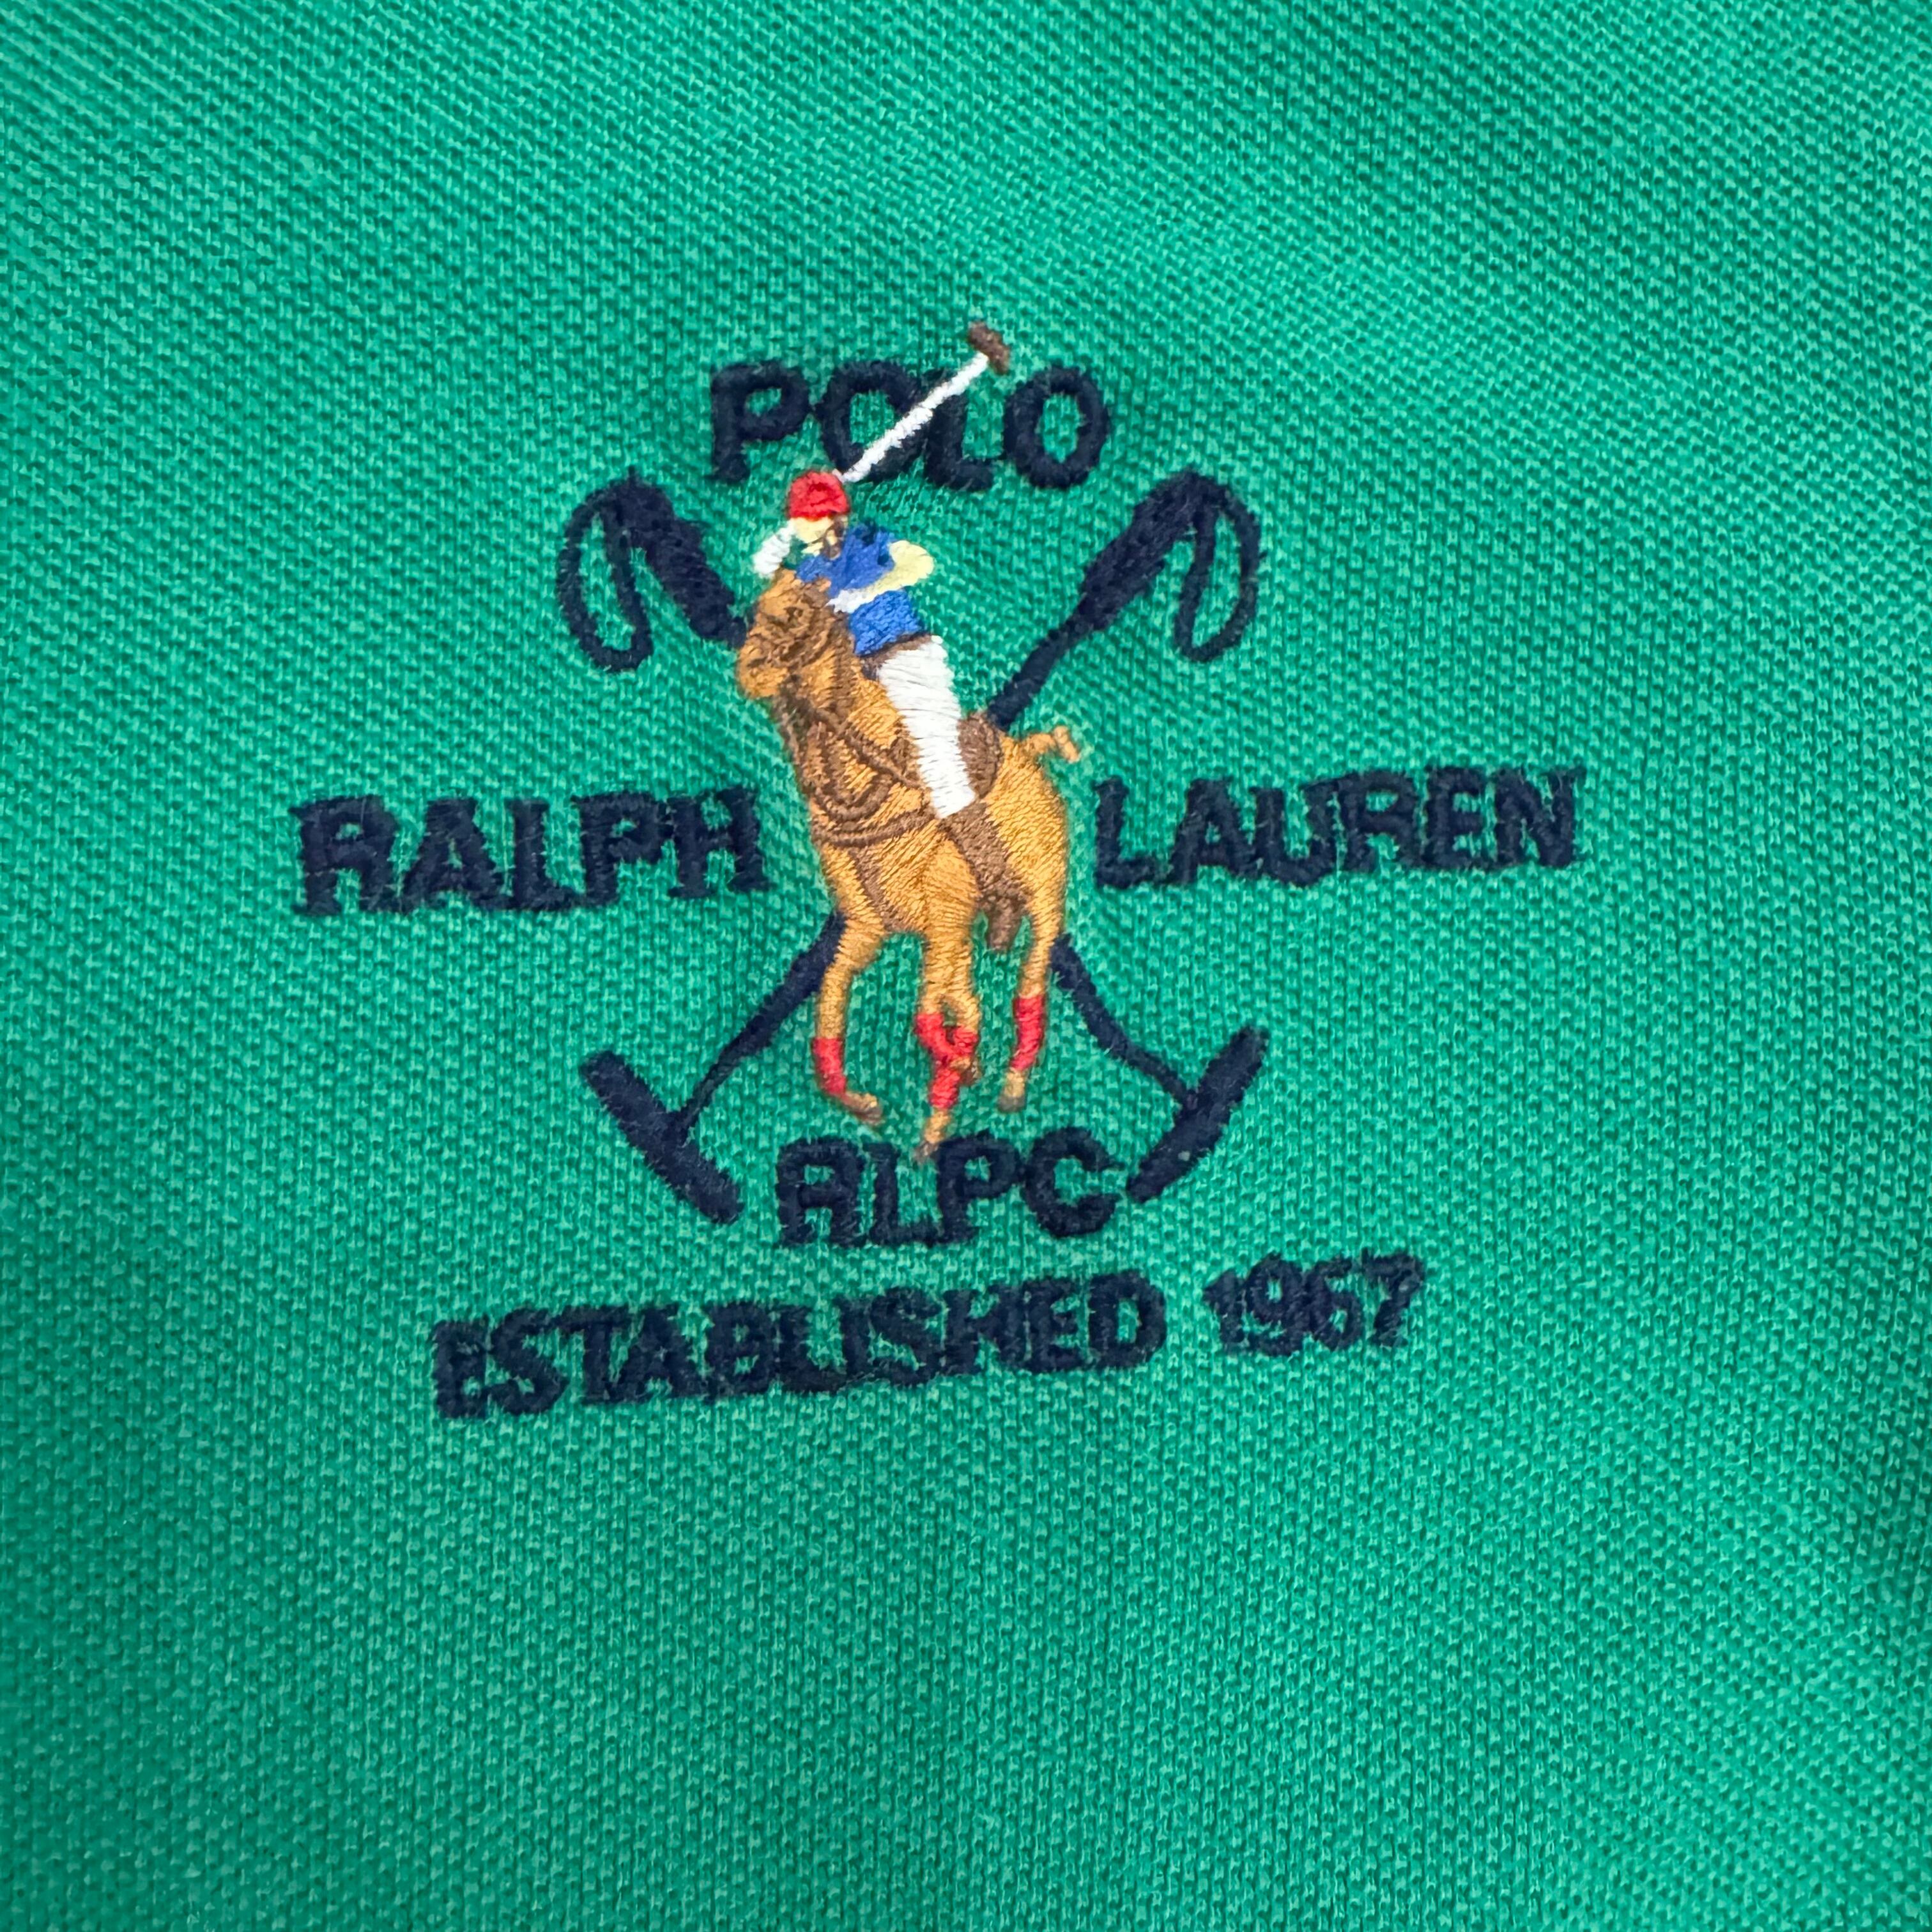 POLO
RALPH LAUREN
RLPC
ESTABLISHED 1967